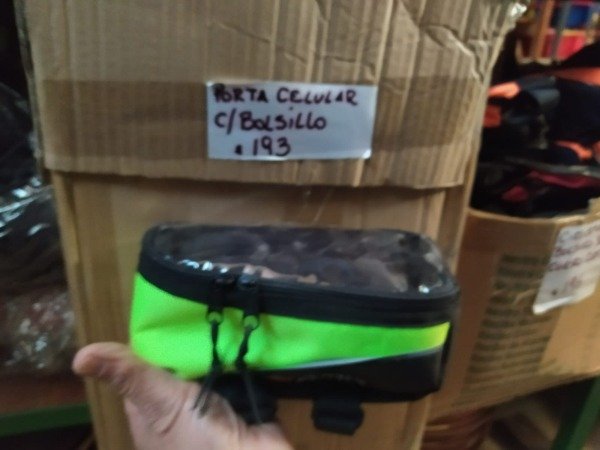 PORTA CELULAR
C/BOLSILLO
$ 193